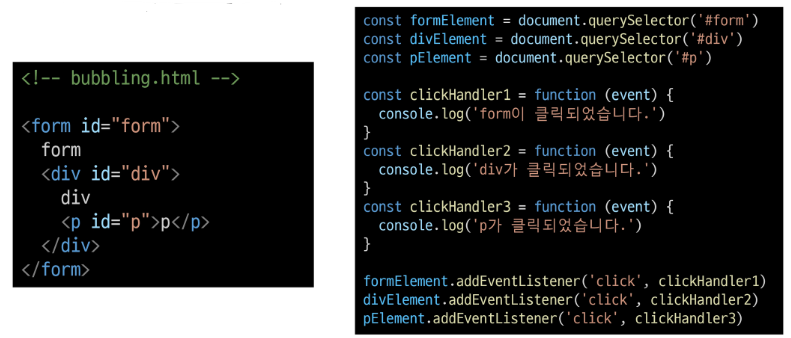 <!-- bubbling.html -->
<form id="form">
form
<div id="div">
div
<p id="p">p</p>
</div>
</form>
const formElement = document.querySelector('#form')
const divElement = document.querySelector('#div')
const pElement = document.querySelector('#p')
const clickHandler1 = function (event) {
console.log('form이 클릭되었습니다.')
}
const clickHandler2 = function (event) {
console.log('div가 클릭되었습니다.')
}
const clickHandler3 = function (event) {
console.log('p가 클릭되었습니다.')
}
formElement.addEventListener('click', clickHandler1)
divElement.addEventListener('click', clickHandler2)
pElement.addEventListener('click', clickHandler3)